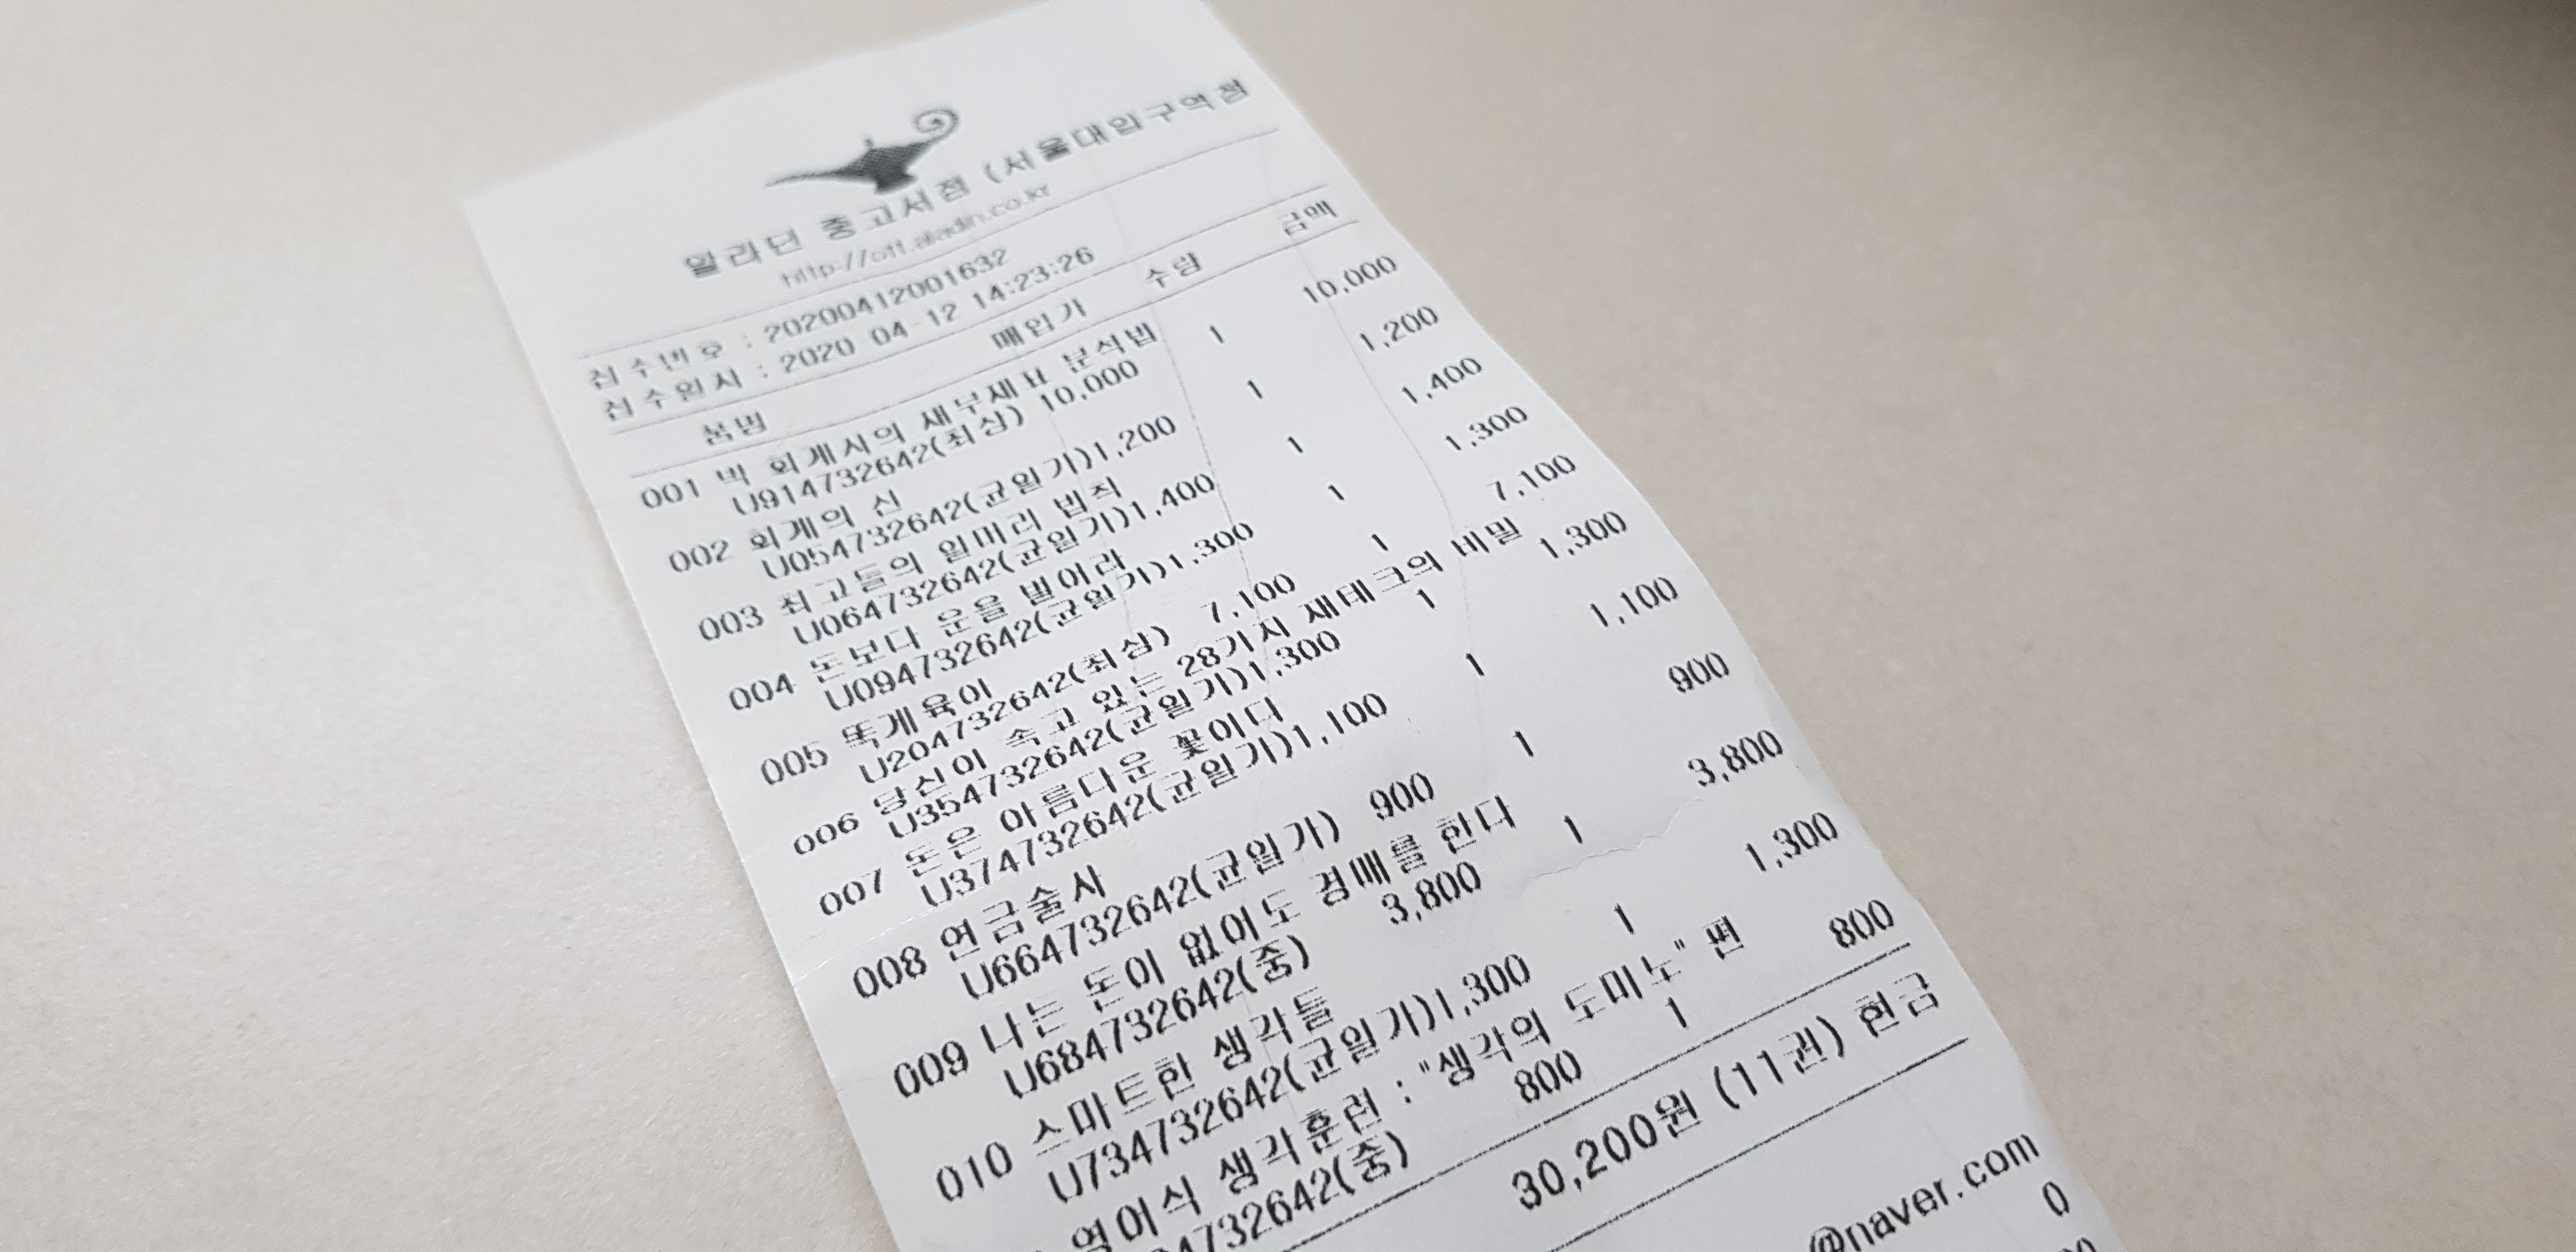 알라딘 중고서점 (서울대입구역점
http://off.aladin.co.kr
접수번호 : 20200412001632
접수일시 : 2020 04-12 14:23:26
품명 매입가 수량 금액
001 박 회계사의 재무제표 분석법
U914732642(최상) 10,000 1 10,000
002 회계의 신
U054732642(균일가)1,200 1 1,200
003 최고들의 일머리 법칙
U064732642(균일가)1,400 1 1,400
004 돈보다 운을 벌어라
U094732642(균일가)1,300 1 1,300
005 똑게육아
U204732642(최상) 7,100 1 7,100
006 당신이 속고 있는 28가지 재테크의 비밀
U354732642(균일가)1,300 1 1,300
007 돈은 아름다운 꽃이다
U374732642(균일가)1,100 1 1,100
008 연금술사
U664732642(균일가) 900 1 900
009 나는 돈이 없어도 경매를 한다
U684732642(중) 3,800 1 3,800
010 스마트한 생각들
U734732642(균일가)1,300 1 1,300
영어식 생각훈련 : "생각의 도미노" 편
4732642(중) 800 1 800
30,200원 (11권) 현금
@naver.com
0